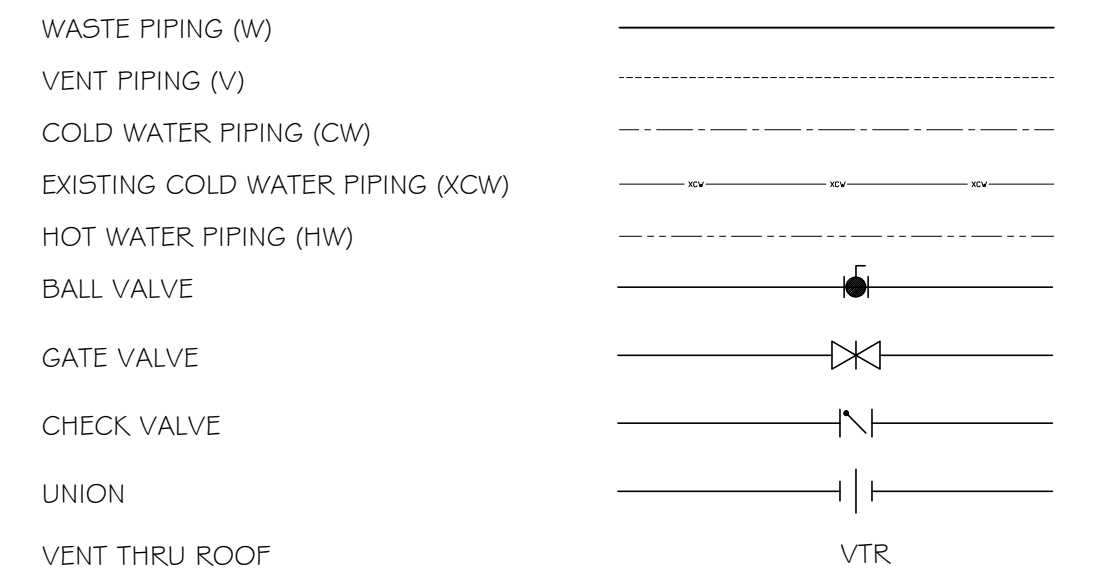 WASTE PIPING (W)
VENT PIPING (V)
COLD WATER PIPING (CW)
EXISTING COLD WATER PIPING (XCW) XCW XCW XCW
HOT WATER PIPING (HW)
BALL VALVE
GATE VALVE
CHECK VALVE
UNION
VENT THRU ROOF VTR